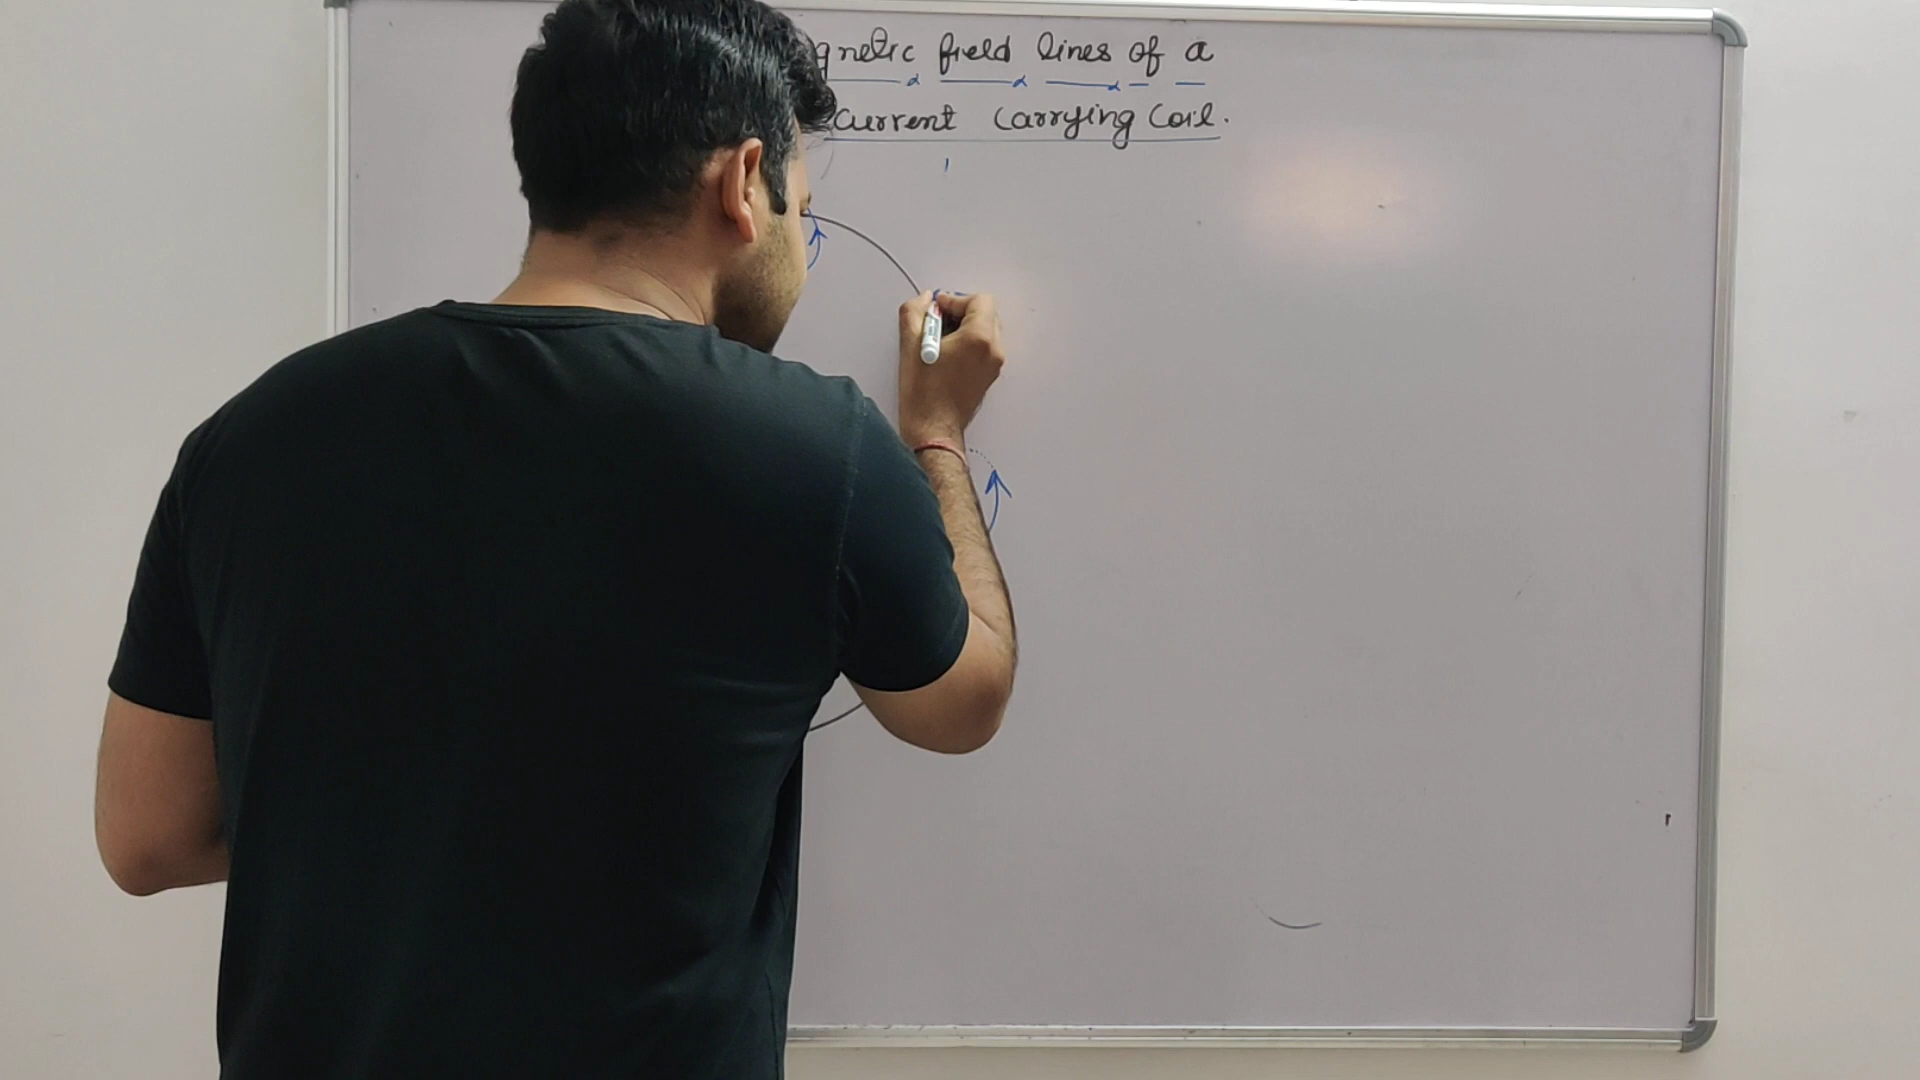 gnetic field lines of a
Current Carrying Coil.